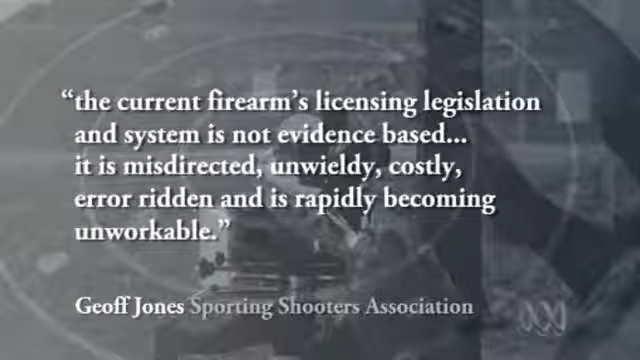 “the current firearm’s licensing legislation
and system is not evidence based...
it is misdirected, unwieldy, costly,
error ridden and is rapidly becoming
unworkable.”
Geoff Jones Sporting Shooters Association